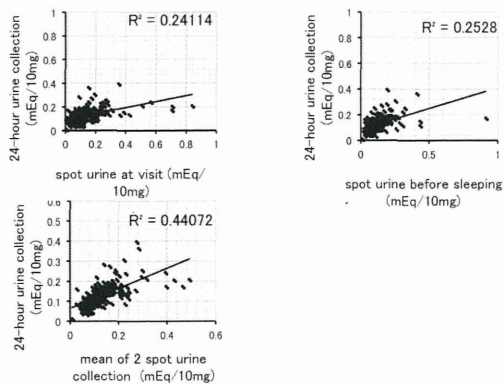 R² = 0.24114
24-hour urine collection
(mEq/10mg)
1
0.8
0.6
0.4
0.2
0
0 0.2 0.4 0.6 0.8 1
spot urine at visit (mEq/
10mg)
R² = 0.2528
24-hour urine collection
(mEq/10mg)
1
0.8
0.6
0.4
0.2
0
0 0.5 1
spot urine before sleeping
(mEq/10mg)
R² = 0.44072
24-hour urine collection
(mEq/10mg)
0.6
0.5
0.4
0.3
0.2
0.1
0
0 0.2 0.4 0.6
mean of 2 spot urine
collection (mEq/10mg)